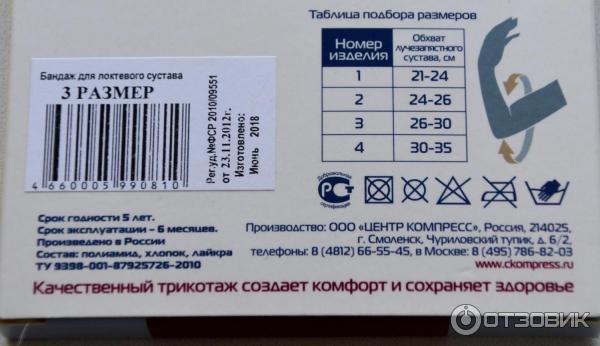 Таблица подбора размеров
Номер изделия
Обхват лучезапястного сустава, см
1 21-24
2 24-26
3 26-30
4 30-35
Бандаж для локтевого сустава
3 РАЗМЕР
4 660005 990810
Рег.уд.№ФСР 2010/09551
от 23.11.2012г.
Изготовлено:
Июнь 2018
Добровольная
РСТ
сертификация
Срок годности 5 лет.
Срок эксплуатации – 6 месяцев.
Произведено в России
Состав: полиамид, хлопок, лайкра
ТУ 9398-001-87925726-2010
Производство: ООО «ЦЕНТР КОМПРЕСС», Россия, 214025,
г. Смоленск, Чуриловский тупик, д. 6/2,
телефоны: 8 (4812) 66-55-45, в Москве: 8 (495) 786-82-03
www.ckompress.ru
Качественный трикотаж создает комфорт и сохраняет здоровье
ОТЗОВИК